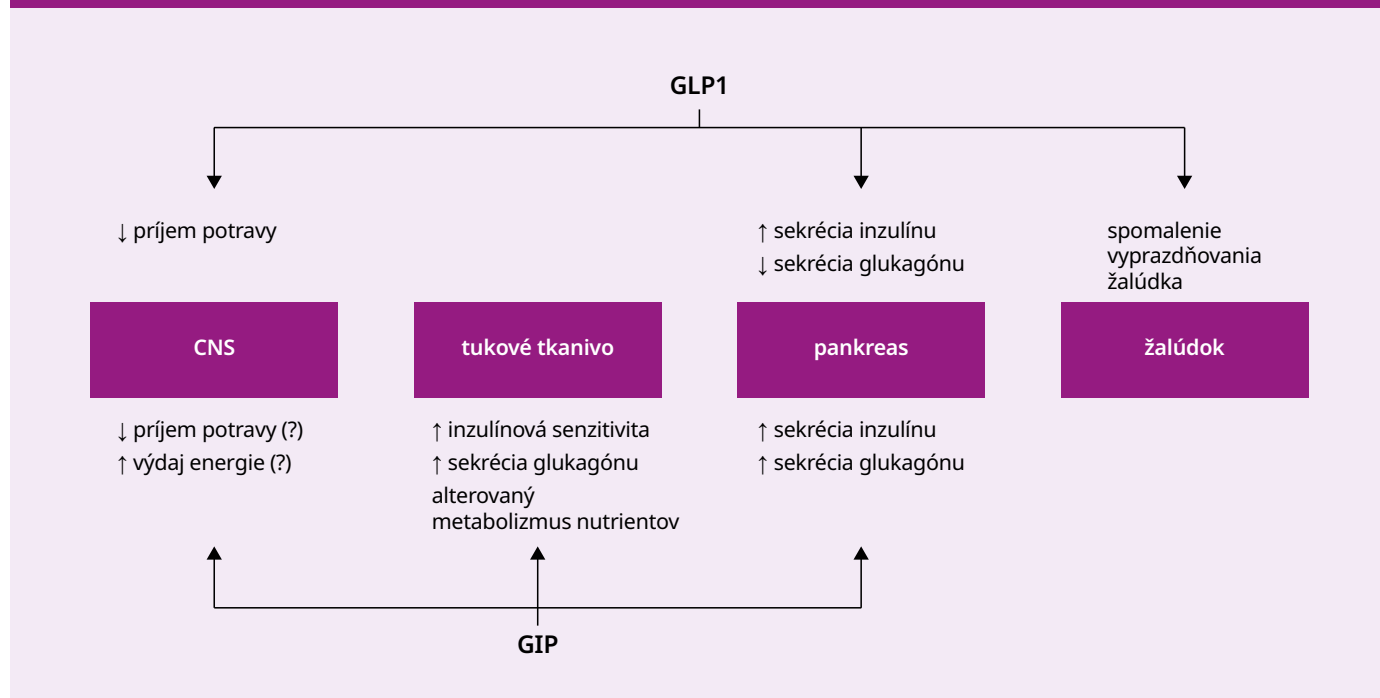 GLP1
↓ príjem potravy
↑ sekrécia inzulínu
↓ sekrécia glukagónu
spomalenie
vyprazdňovania
žalúdka
CNS
tukové tkanivo
pankreas
žalúdok
↓ príjem potravy (?)
↑ výdaj energie (?)
↑ inzulínová senzitivita
↑ sekrécia glukagónu
alterovaný
metabolizmus nutrientov
↑ sekrécia inzulínu
↑ sekrécia glukagónu
GIP